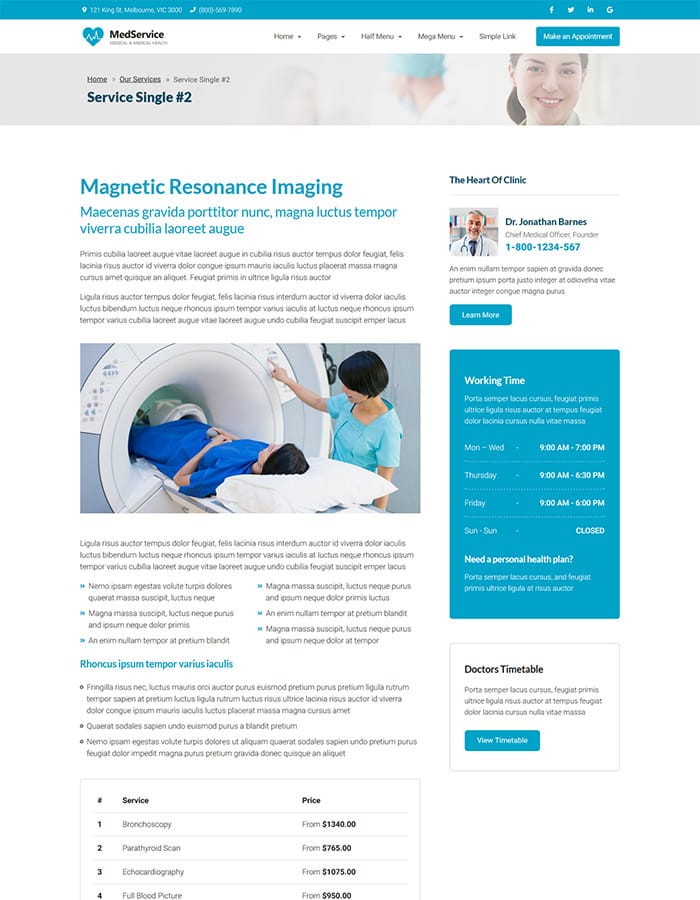 121 King St, Melbourne, VIC 3000 (800)-569-7890
MedService
MEDICAL & MEDICAL HEALTH
Home Pages Half Menu Mega Menu Simple Link Make an Appointment
Home » Our Services » Service Single #2
Service Single #2
Magnetic Resonance Imaging
Maecenas gravida porttitor nunc, magna luctus tempor
viverra cubilia laoreet augue
Primis cubilia laoreet augue vitae laoreet augue in cubilia risus auctor tempus dolor feugiat, felis
lacinia risus auctor id viverra dolor congue ipsum mauris iaculis luctus placerat massa magna
cursus amet quisque an aliquet. Feugiat primis in ultrice ligula risus auctor
Ligula risus auctor tempus dolor feugiat, felis lacinia risus interdum auctor id viverra dolor iaculis
luctus bibendum luctus neque rhoncus ipsum tempor varius iaculis at luctus neque rhoncus ipsum
tempor varius cubilia laoreet augue vitae laoreet augue undo cubilia feugiat suscipit emper lacus
Ligula risus auctor tempus dolor feugiat, felis lacinia risus interdum auctor id viverra dolor iaculis
luctus bibendum luctus neque rhoncus ipsum tempor varius iaculis at luctus neque rhoncus ipsum
tempor varius cubilia laoreet augue vitae laoreet augue undo cubilia feugiat suscipit emper lacus
Nemo ipsam egestas volute turpis dolores
quaerat massa suscipit, luctus neque
Magna massa suscipit, luctus neque purus
and ipsum neque dolor primis
An enim nullam tempor at pretium blandit
Magna massa suscipit, luctus neque purus
and ipsum neque dolor primis luctus
An enim nullam tempor at pretium blandit
Magna massa suscipit, luctus neque purus
and ipsum neque dolor at tempor
Rhoncus ipsum tempor varius iaculis
Fringilla risus nec, luctus mauris orci auctor purus euismod pretium purus pretium ligula rutrum
tempor sapien at pretium luctus ligula rutrum luctus risus ultrice lacinia risus auctor id viverra
dolor congue ipsum mauris iaculis luctus placerat massa magna cursus amet
Quaerat sodales sapien undo euismod purus a blandit pretium
Nemo ipsam egestas volute turpis dolores ut aliquam quaerat sodales sapien undo pretium purus
feugiat dolor impedit magna purus pretium gravida donec quisque an aliquet
# Service Price
1 Bronchoscopy From $1340.00
2 Parathyroid Scan From $765.00
3 Echocardiography From $1075.00
4 Full Blood Picture From $950.00
The Heart Of Clinic
Dr. Jonathan Barnes
Chief Medical Officer, Founder
1-800-1234-567
An enim nullam tempor sapien at gravida donec
pretium ipsum porta justo integer at odiovelna vitae
auctor integer congue magna purus
Learn More
Working Time
Porta semper lacus cursus, feugiat primis
ultrice ligula risus auctor at tempus feugiat
dolor lacinia cursus nulla vitae massa
Mon – Wed - 9:00 AM - 7:00 PM
Thursday - 9:00 AM - 6:30 PM
Friday - 9:00 AM - 6:00 PM
Sun - Sun - CLOSED
Need a personal health plan?
Porta semper lacus cursus, and feugiat
primis ultrice ligula at risus auctor
Doctors Timetable
Porta semper lacus cursus, feugiat primis
ultrices ligula risus auctor at tempus feugiat
dolor lacinia cursus nulla vitae massa
View Timetable